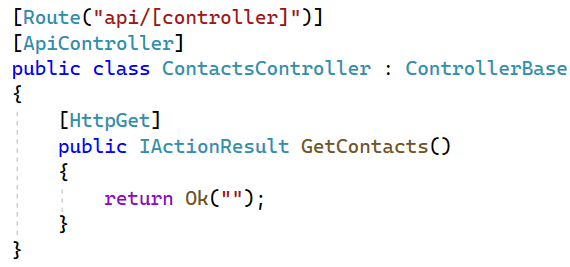 [Route("api/[controller]")]
[ApiController]
public class ContactsController : ControllerBase
{
    [HttpGet]
    public IActionResult GetContacts()
    {
        return Ok("");
    }
}